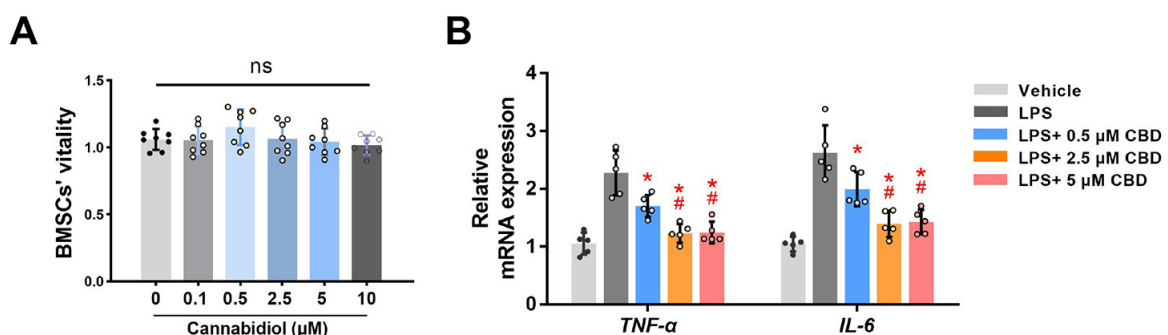 A
ns
BMSCs' vitality
1.5
1.0
0.5
0.0
0 0.1 0.5 2.5 5 10
Cannabidiol (μM)
B
Relative
mRNA expression
4
3
2
1
0
* * # * #
* * # * #
TNF-α IL-6
Vehicle
LPS
LPS+ 0.5 μM CBD
LPS+ 2.5 μM CBD
LPS+ 5 μM CBD